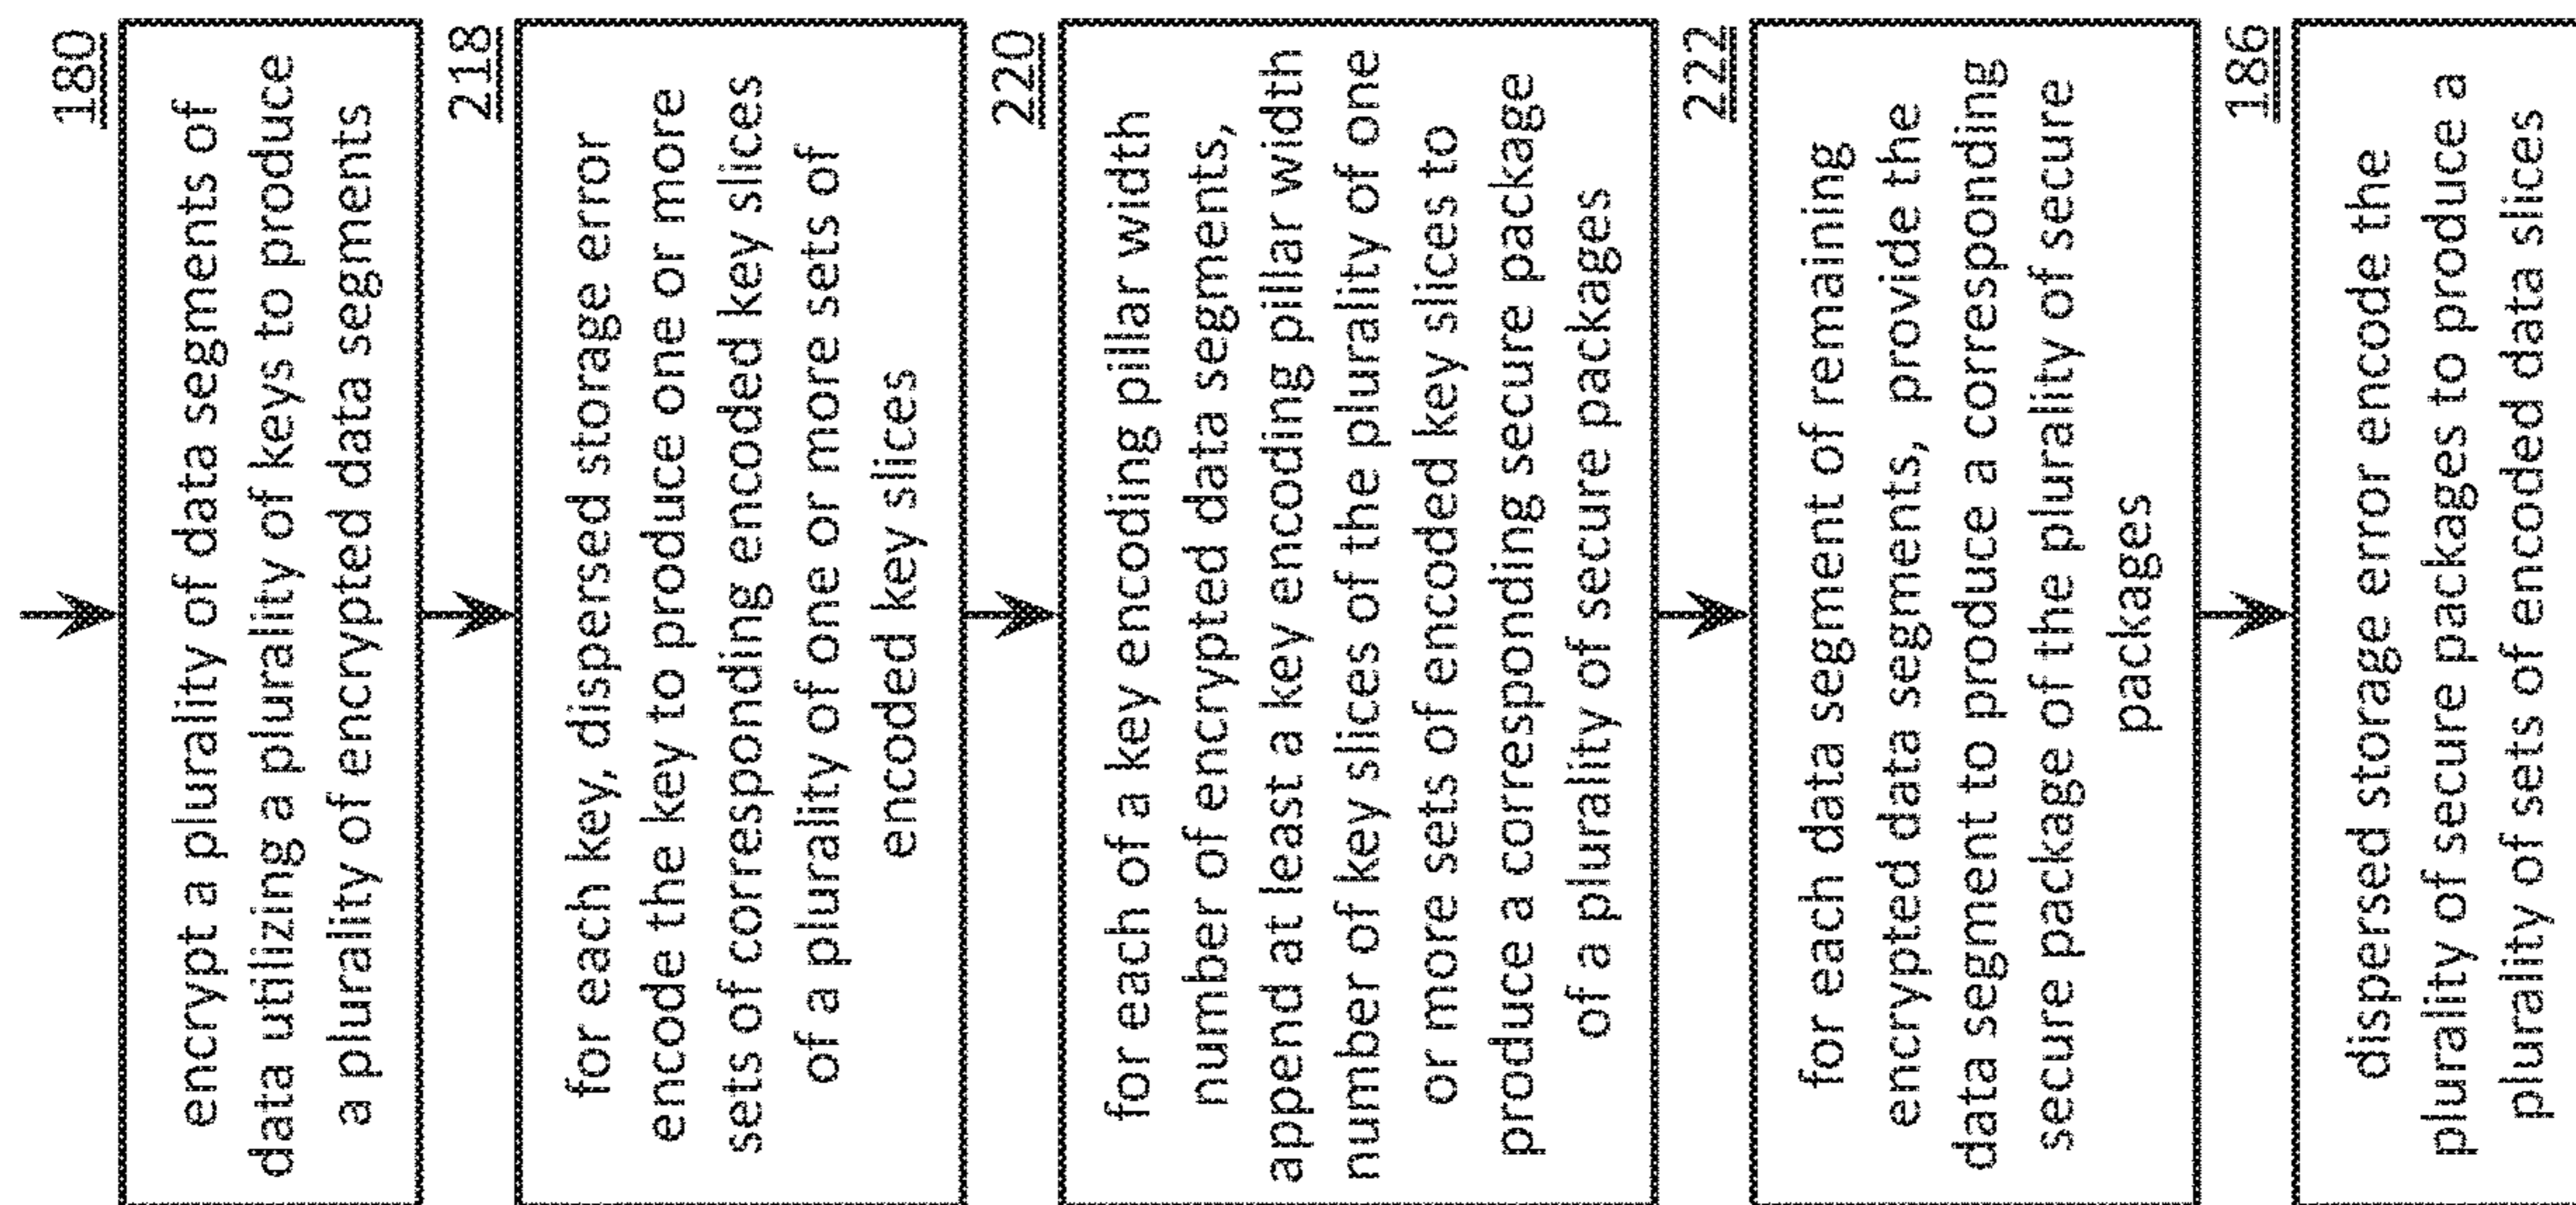 180
encrypt a plurality of data segments of
data utilizing a plurality of keys to produce
a plurality of encrypted data segments
218
for each key, dispersed storage error
encode the key to produce one or more
sets of corresponding encoded key slices
of a plurality of one or more sets of
encoded key slices
220
for each of a key encoding pillar width
number of encrypted data segments,
append at least a key encoding pillar width
number of key slices of the plurality of one
or more sets of encoded key slices to
produce a corresponding secure package
of a plurality of secure packages
222
for each data segment of remaining
encrypted data segments, provide the
data segment to produce a corresponding
secure package of the plurality of secure
packages
186
dispersed storage error encode the
plurality of secure packages to produce a
plurality of sets of encoded data slices